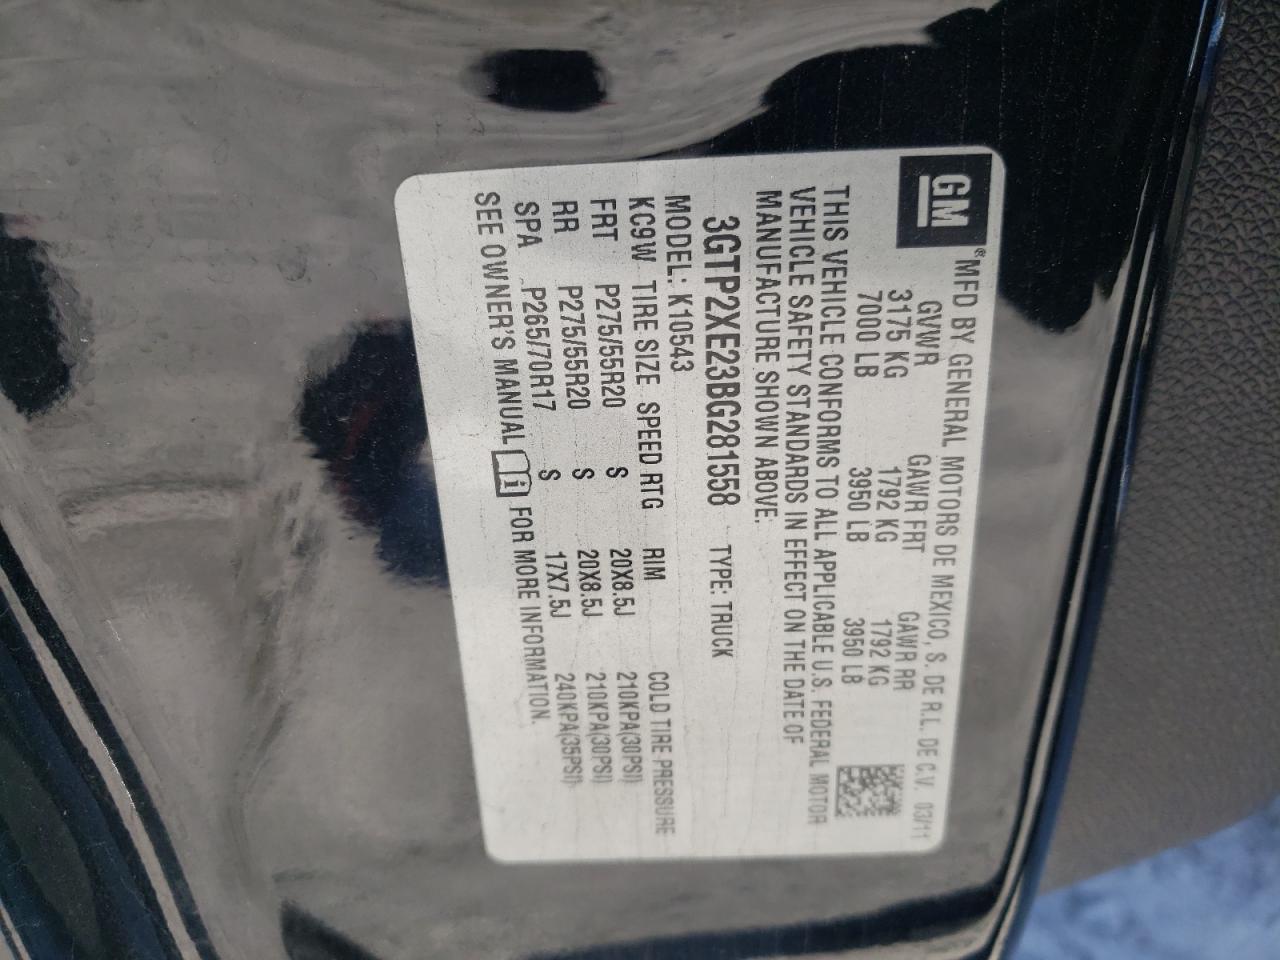 GM
® MFD BY GENERAL MOTORS DE MEXICO, S. DE R.L. DE C.V. 03/11
GVWR GAWR FRT GAWR RR
3175 KG 1792 KG 1792 KG
7000 LB 3950 LB 3950 LB
THIS VEHICLE CONFORMS TO ALL APPLICABLE U.S. FEDERAL MOTOR
VEHICLE SAFETY STANDARDS IN EFFECT ON THE DATE OF
MANUFACTURE SHOWN ABOVE.
3GTP2XE23BG281558 TYPE: TRUCK
MODEL: K10543
KC9W TIRE SIZE SPEED RTG RIM COLD TIRE PRESSURE
FRT P275/55R20 S 20X8.5J 210KPA(30PSI)
RR P275/55R20 S 20X8.5J 210KPA(30PSI)
SPA P265/70R17 S 17X7.5J 240KPA(35PSI)
SEE OWNER'S MANUAL i FOR MORE INFORMATION.